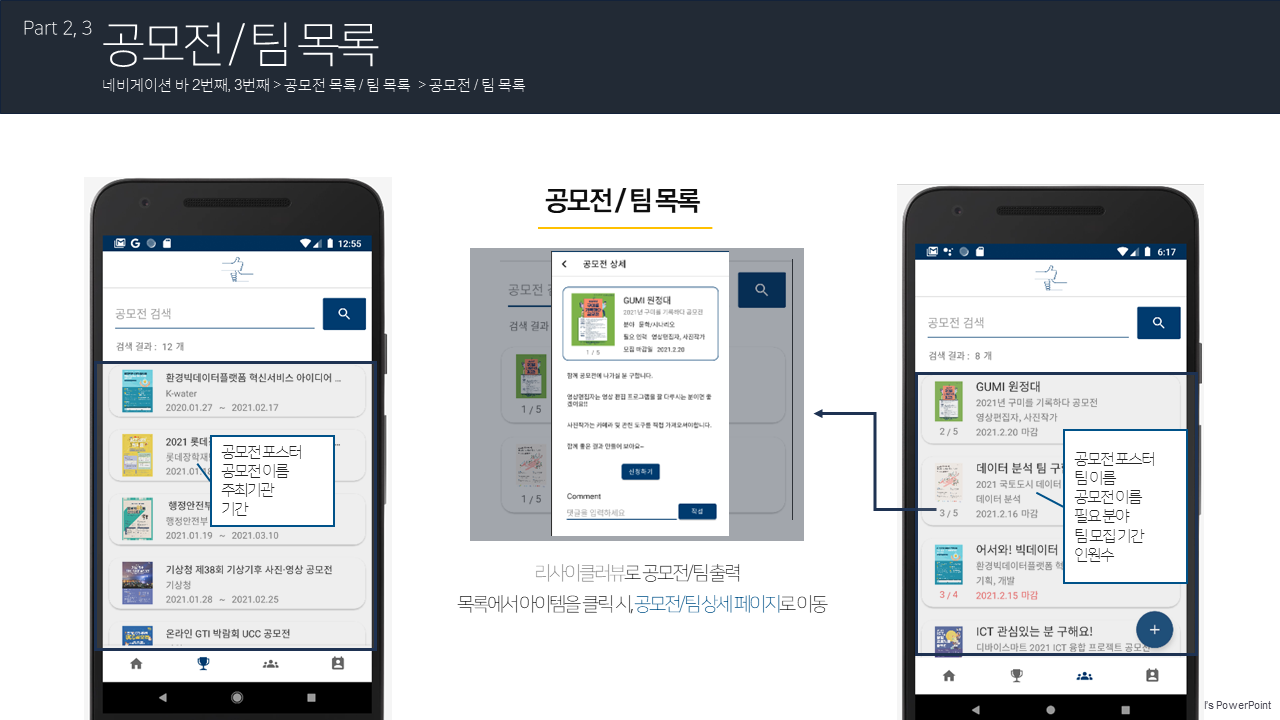 Part 2, 3
공모전 / 팀 목록
네비게이션 바 2번째, 3번째 > 공모전 목록 / 팀 목록 > 공모전 / 팀 목록
12:55
공모전 검색
검색 결과 : 12 개
환경빅데이터플랫폼 혁신서비스 아이디어 ...
K-water
2020.01.27 ~ 2021.02.17
2021 롯데
롯데장학재
2021.01.18
행정안전부
행정안전부
2021.01.19 ~ 2021.03.10
기상청 제38회 기상기후 사진·영상 공모전
기상청
2021.01.28 ~ 2021.02.25
온라인 GTI 박람회 UCC 공모전
공모전 포스터
공모전 이름
주최기관
기간
공모전 / 팀 목록
공모전 검
검색 결과
1 / 5
1 / 5
공모전 상세
GUMI 원정대
2021년 구미를 기록하다 공모전
분야 문학/시나리오
필요 인력 영상편집자, 사진작가
모집 마감일 2021.2.20
1 / 5
함께 공모전에 나가실 분 구합니다.
영상편집자는 영상 편집 프로그램을 잘 다루시는 분이면 좋
겠어요!!
사진작가는 카메라 및 관련 도구를 직접 가져오셔야합니다.
함께 좋은 결과 만들어 보아요~
신청하기
Comment
댓글을 입력하세요
작성
리사이클러뷰로 공모전/팀 출력
목록에서 아이템을 클릭 시, 공모전/팀 상세 페이지로 이동
6:17
공모전 검색
검색 결과 : 8 개
GUMI 원정대
2021년 구미를 기록하다 공모전
영상편집자, 사진작가
2 / 5
2021.2.20 마감
데이터 분석 팀 구
2021 국토도시 데이터
데이터 분석
3 / 5
2021.2.16 마감
어서와! 빅데이터
환경빅데이터플랫폼 혁
기획, 개발
3 / 4
2021.2.15 마감
ICT 관심있는 분 구해요!
디바이스마트 2021 ICT 융합 프로젝트 공모전
공모전 포스터
팀 이름
공모전 이름
필요 분야
팀 모집 기간
인원수
l's PowerPoint